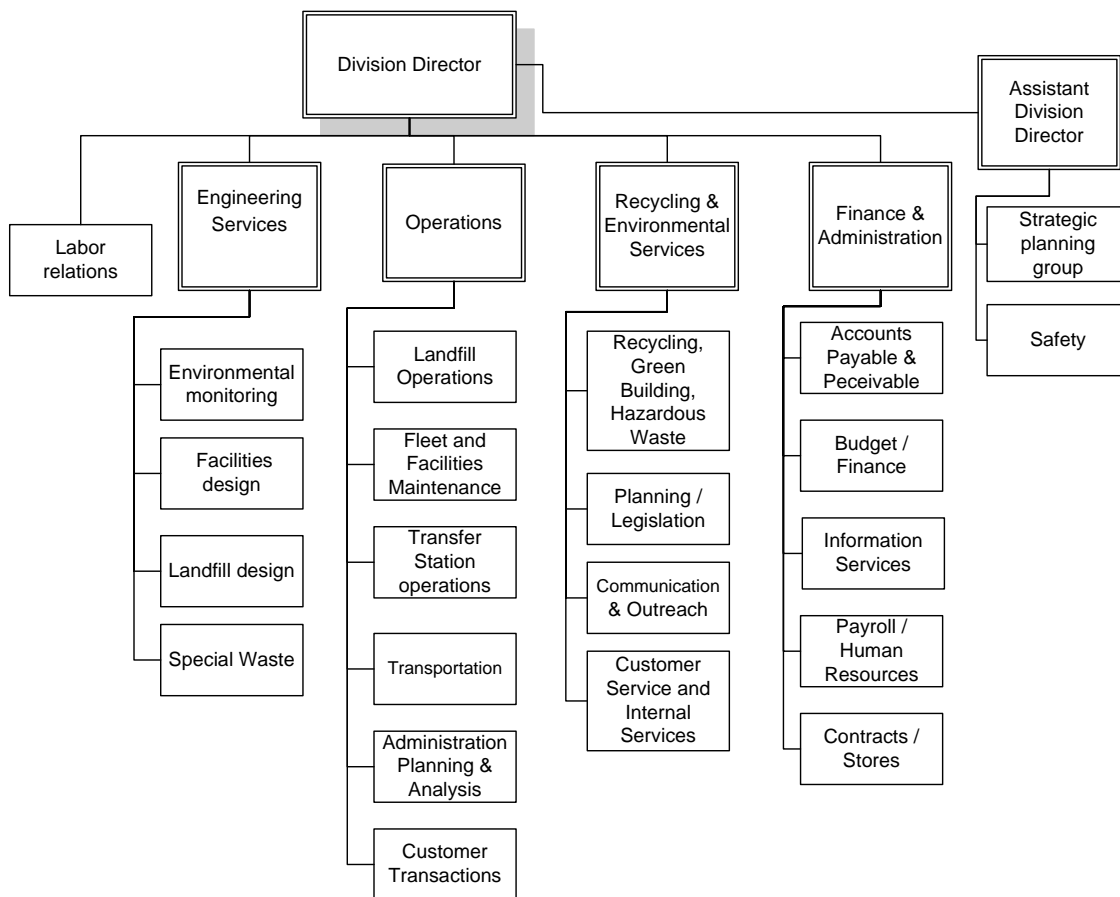 Division Director
Assistant
Division
Director
Labor
relations
Engineering
Services
Operations
Recycling &
Environmental
Services
Finance &
Administration
Strategic
planning
group
Safety
Environmental
monitoring
Facilities
design
Landfill design
Special Waste
Landfill
Operations
Fleet and
Facilities
Maintenance
Transfer
Station
operations
Transportation
Administration
Planning &
Analysis
Customer
Transactions
Recycling,
Green
Building,
Hazardous
Waste
Planning /
Legislation
Communication
& Outreach
Customer
Service and
Internal
Services
Accounts
Payable &
Peceivable
Budget /
Finance
Information
Services
Payroll /
Human
Resources
Contracts /
Stores